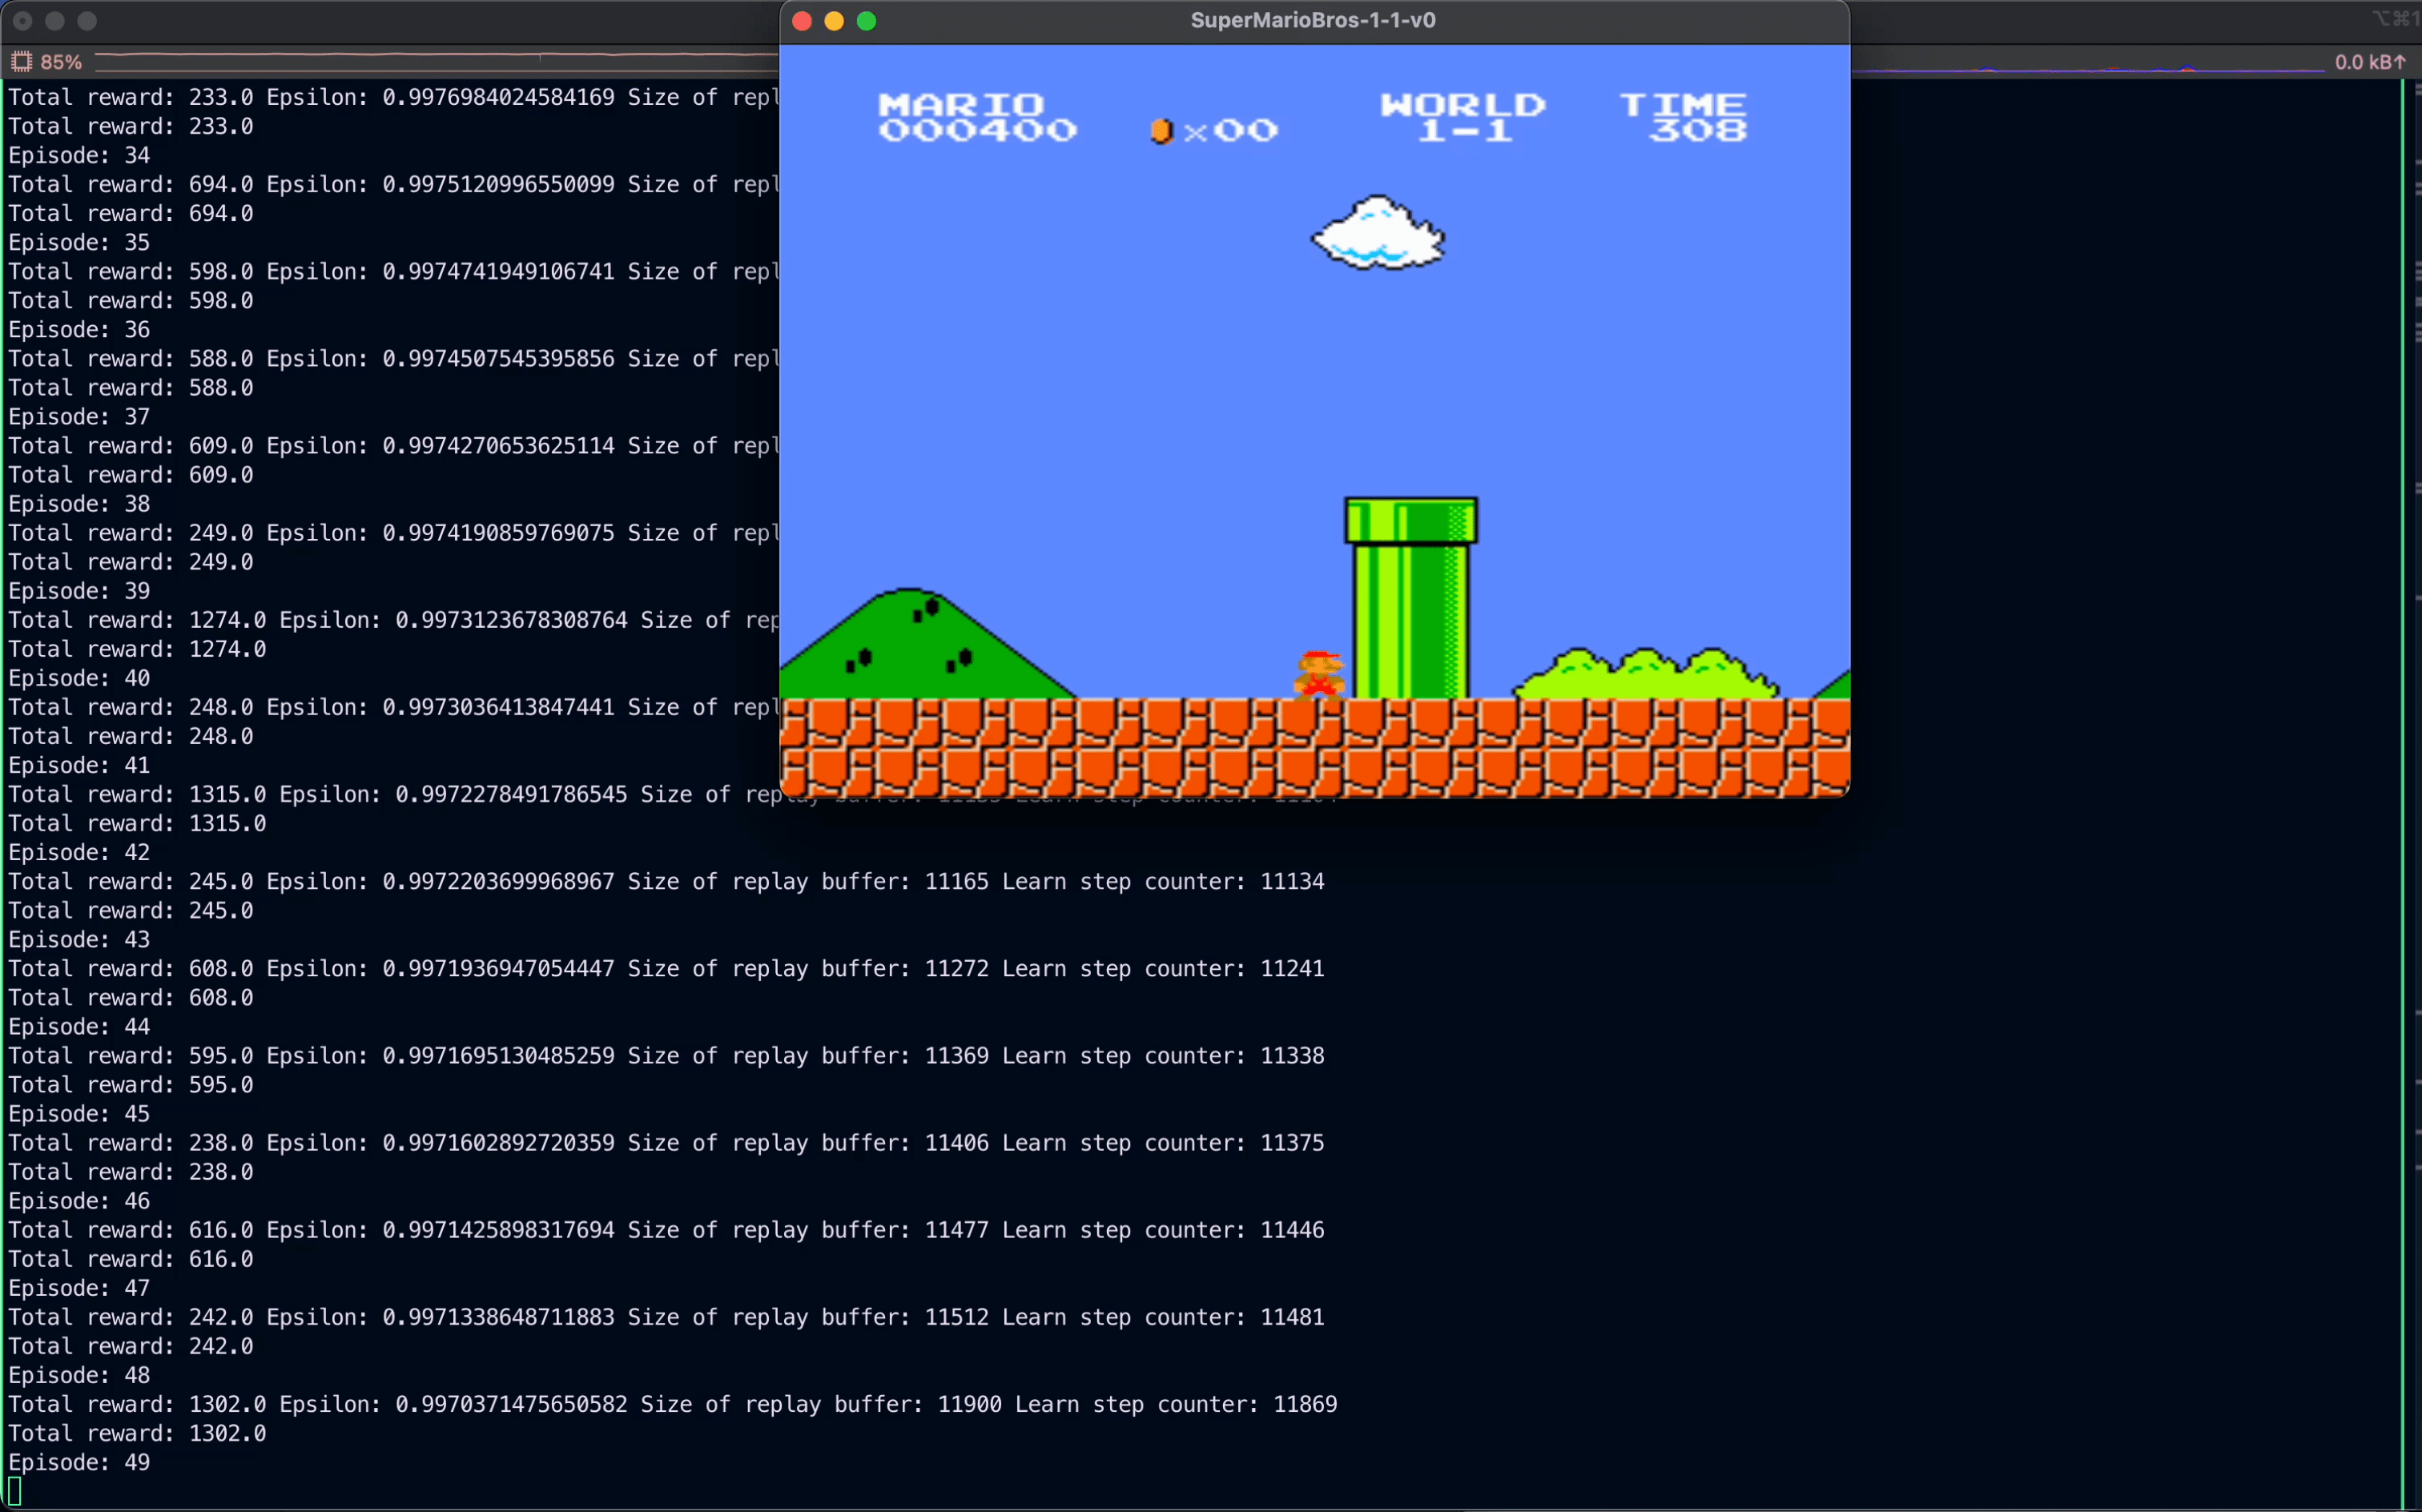 SuperMarioBros-1-1-v0
⌥⌘1
85%
0.0 kB↑
MARIO WORLD TIME
000400 ×00 1-1 308
Total reward: 233.0 Epsilon: 0.9976984024584169 Size of repl
Total reward: 233.0
Episode: 34
Total reward: 694.0 Epsilon: 0.9975120996550099 Size of repl
Total reward: 694.0
Episode: 35
Total reward: 598.0 Epsilon: 0.9974741949106741 Size of repl
Total reward: 598.0
Episode: 36
Total reward: 588.0 Epsilon: 0.9974507545395856 Size of repl
Total reward: 588.0
Episode: 37
Total reward: 609.0 Epsilon: 0.9974270653625114 Size of repl
Total reward: 609.0
Episode: 38
Total reward: 249.0 Epsilon: 0.9974190859769075 Size of repl
Total reward: 249.0
Episode: 39
Total reward: 1274.0 Epsilon: 0.9973123678308764 Size of rep
Total reward: 1274.0
Episode: 40
Total reward: 248.0 Epsilon: 0.9973036413847441 Size of repl
Total reward: 248.0
Episode: 41
Total reward: 1315.0 Epsilon: 0.9972278491786545 Size of replay buffer: Learn step counter:
Total reward: 1315.0
Episode: 42
Total reward: 245.0 Epsilon: 0.9972203699968967 Size of replay buffer: 11165 Learn step counter: 11134
Total reward: 245.0
Episode: 43
Total reward: 608.0 Epsilon: 0.9971936947054447 Size of replay buffer: 11272 Learn step counter: 11241
Total reward: 608.0
Episode: 44
Total reward: 595.0 Epsilon: 0.9971695130485259 Size of replay buffer: 11369 Learn step counter: 11338
Total reward: 595.0
Episode: 45
Total reward: 238.0 Epsilon: 0.9971602892720359 Size of replay buffer: 11406 Learn step counter: 11375
Total reward: 238.0
Episode: 46
Total reward: 616.0 Epsilon: 0.9971425898317694 Size of replay buffer: 11477 Learn step counter: 11446
Total reward: 616.0
Episode: 47
Total reward: 242.0 Epsilon: 0.9971338648711883 Size of replay buffer: 11512 Learn step counter: 11481
Total reward: 242.0
Episode: 48
Total reward: 1302.0 Epsilon: 0.9970371475650582 Size of replay buffer: 11900 Learn step counter: 11869
Total reward: 1302.0
Episode: 49